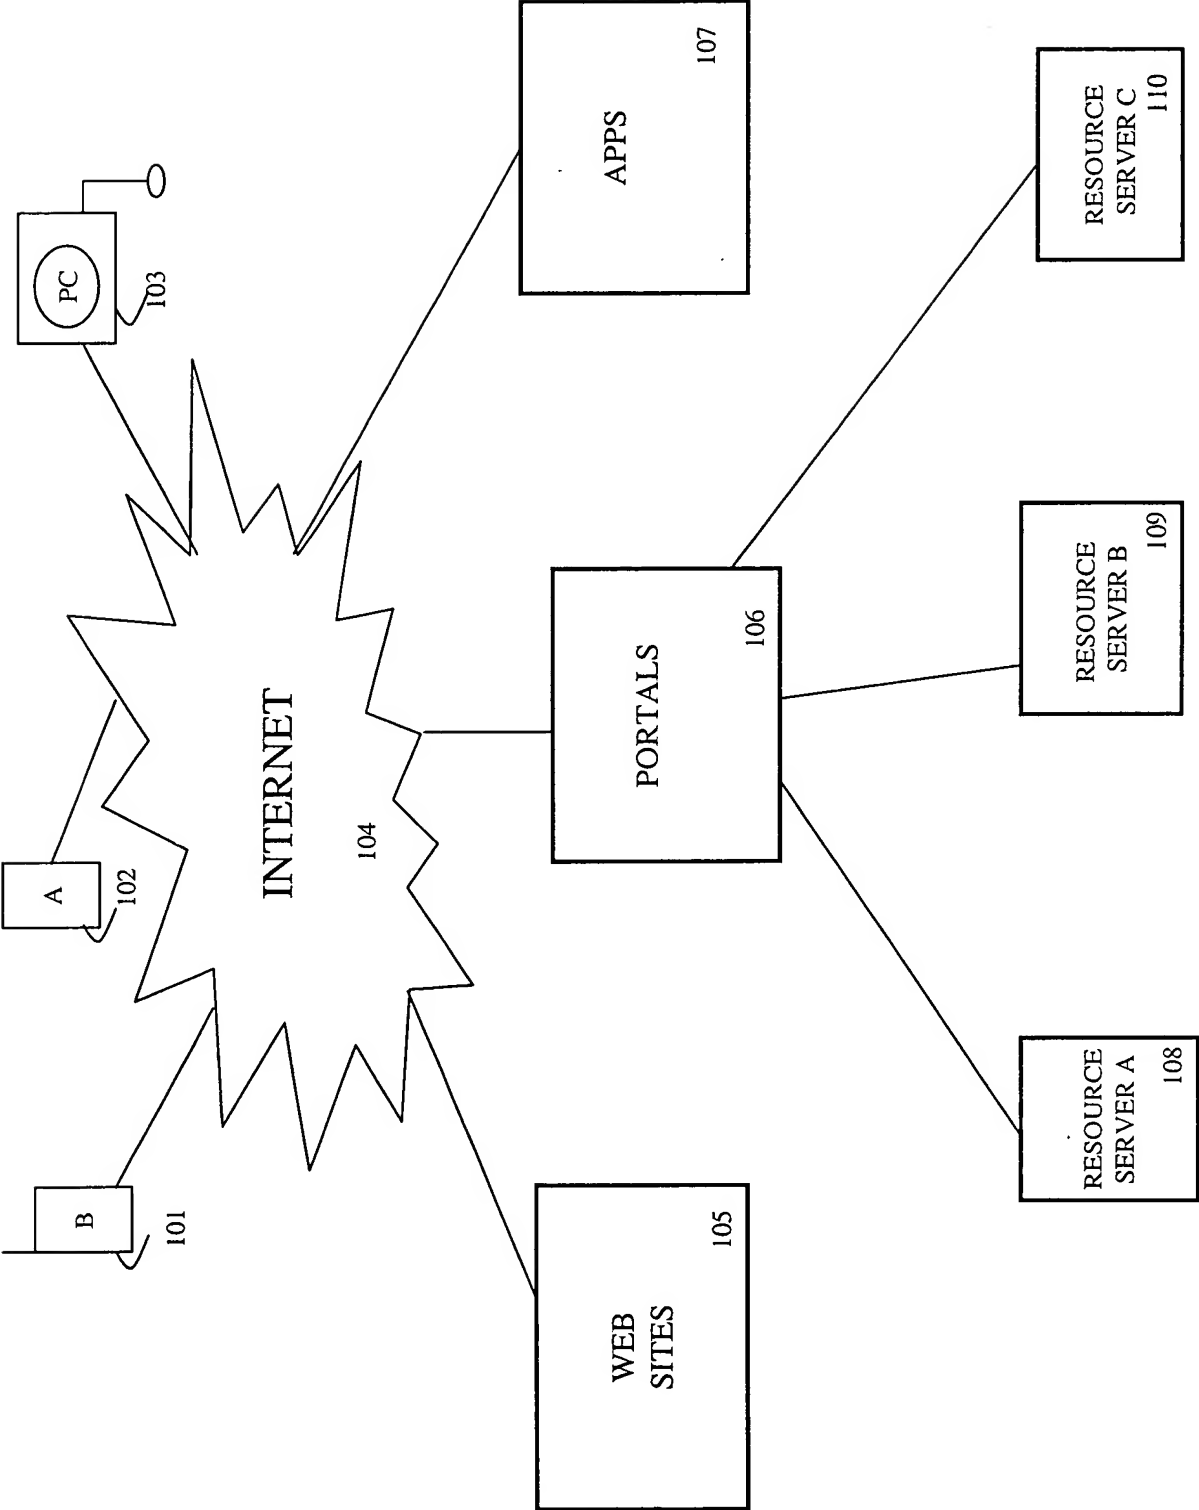 B
101
A
102
PC
103
INTERNET
104
WEB
SITES
105
PORTALS
106
APPS
107
RESOURCE
SERVER A
108
RESOURCE
SERVER B
109
RESOURCE
SERVER C
110